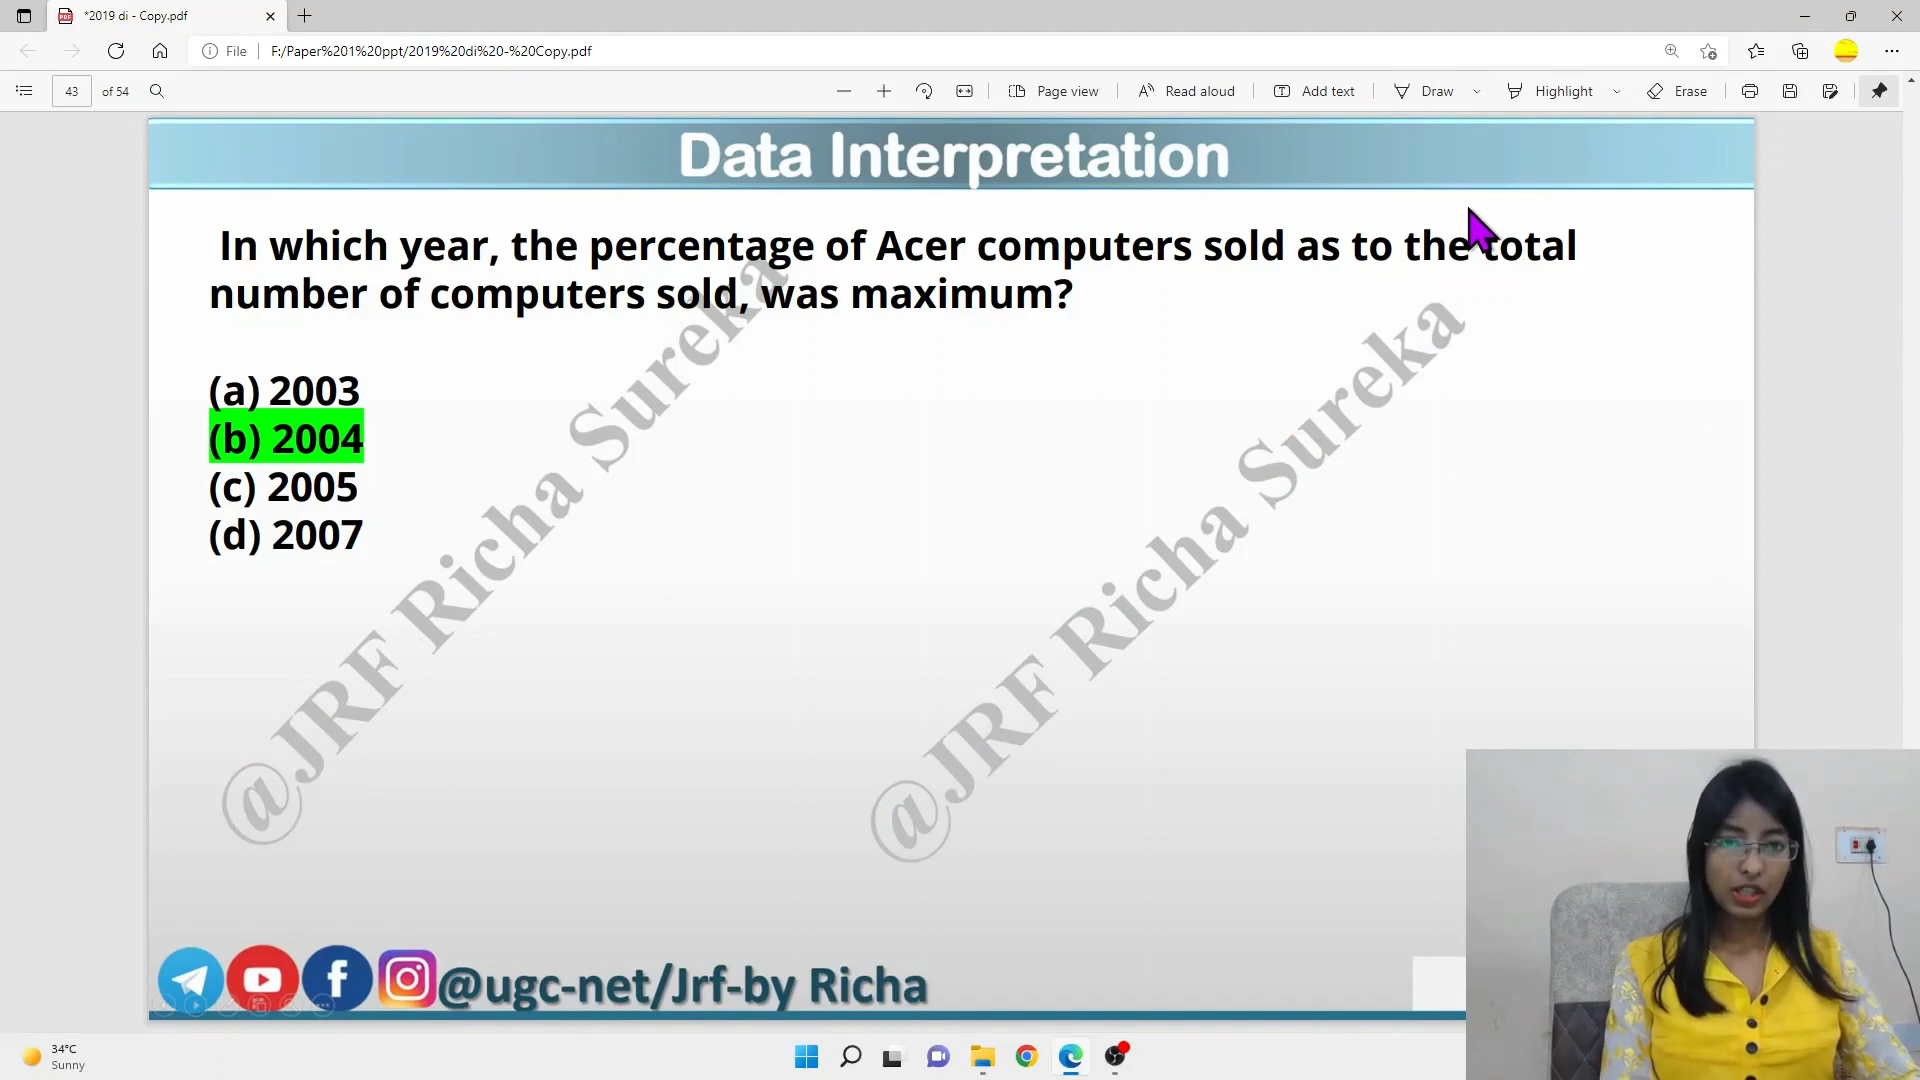 *2019 di - Copy.pdf
File
F:/Paper%201%20ppt/2019%20di%20-%20Copy.pdf
43 of 54
Page view
Read aloud
Add text
Draw
Highlight
Erase
Data Interpretation
In which year, the percentage of Acer computers sold as to the total
number of computers sold, was maximum?
(a) 2003
(b) 2004
(c) 2005
(d) 2007
@JRF Richa Sureka
@JRF Richa Sureka
@ugc-net/Jrf-by Richa
34°C
Sunny